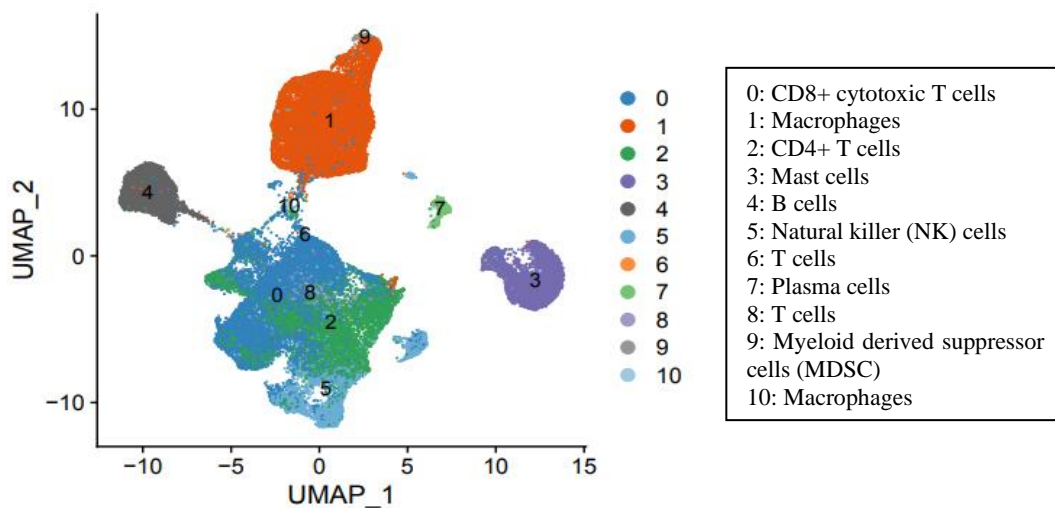 9
1
4
10
6
7
3
8
0
2
5
10
0
−10
UMAP_2
−10
−5
0
5
10
15
UMAP_1
0
1
2
3
4
5
6
7
8
9
10
0: CD8+ cytotoxic T cells
1: Macrophages
2: CD4+ T cells
3: Mast cells
4: B cells
5: Natural killer (NK) cells
6: T cells
7: Plasma cells
8: T cells
9: Myeloid derived suppressor
cells (MDSC)
10: Macrophages